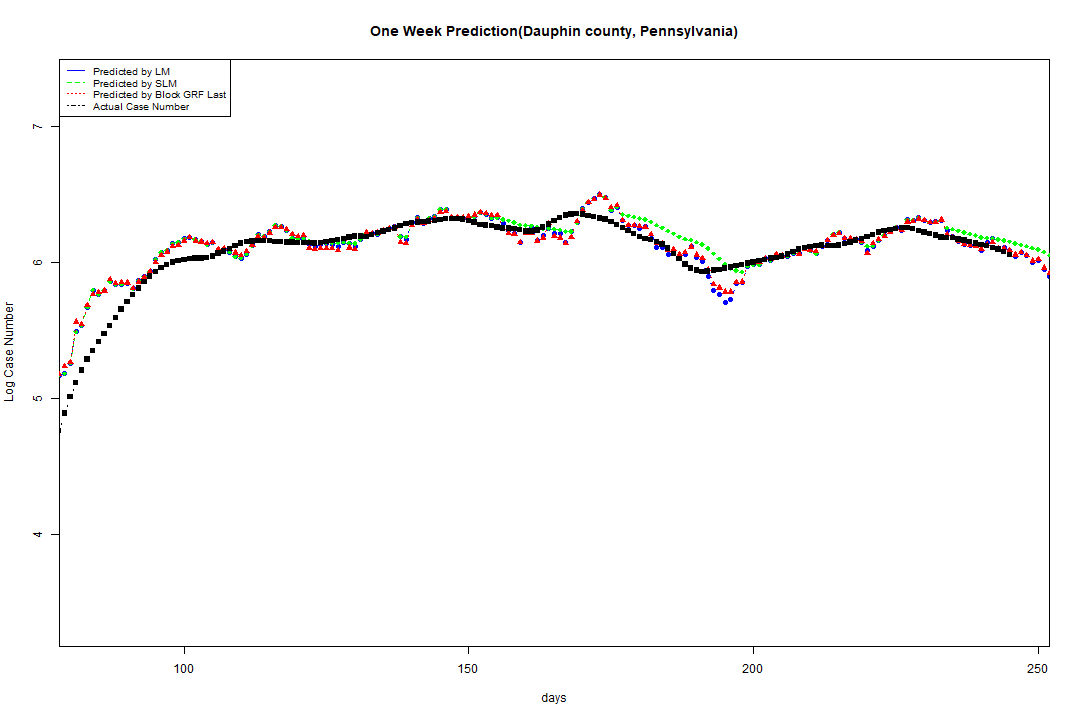 One Week Prediction(Dauphin county, Pennsylvania)
Predicted by LM
Predicted by SLM
Predicted by Block GRF Last
Actual Case Number
7
6
5
4
Log Case Number
100
150
200
250
days